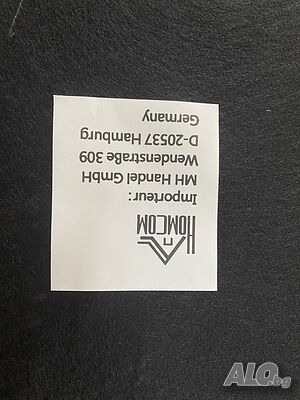 HOMCOM
Importeur:
MH Handel GmbH
Wendenstraße 309
D-20537 Hamburg
Germany
ALO.bg